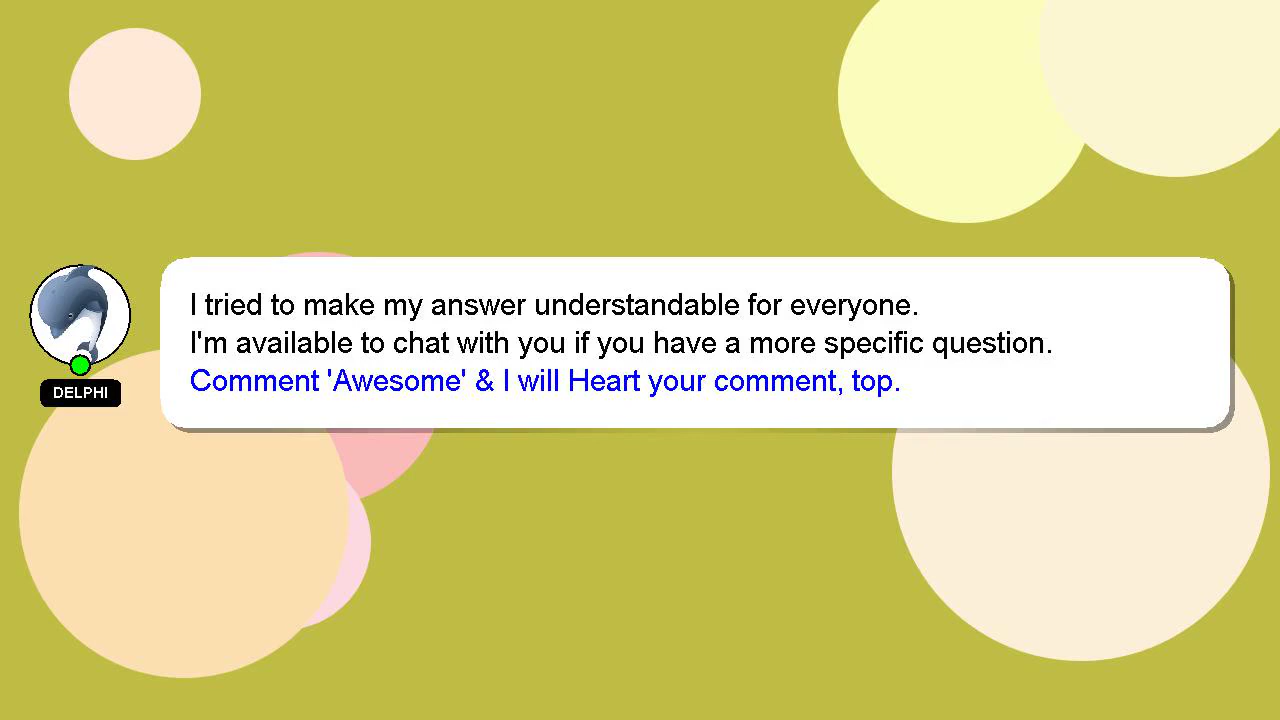 I tried to make my answer understandable for everyone.
I'm available to chat with you if you have a more specific question.
Comment 'Awesome' & I will Heart your comment, top.
DELPHI